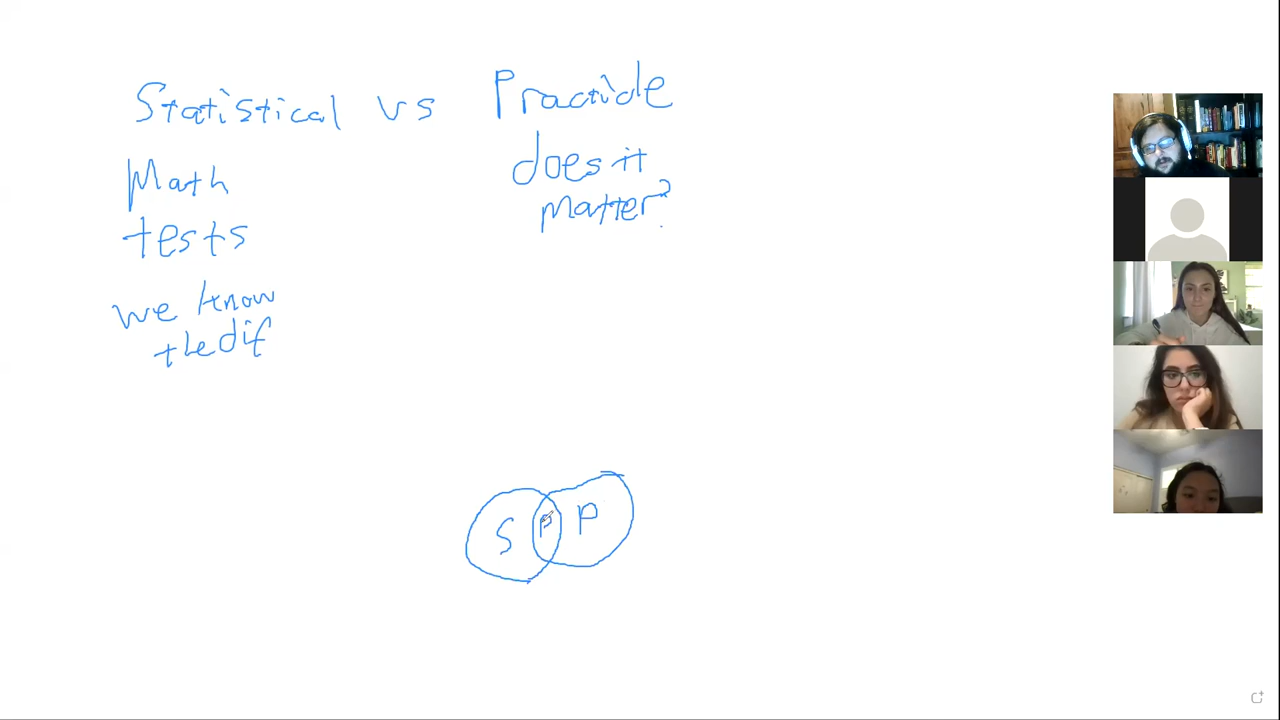 Statistical vs Practicle
Math
tests
we know
the dif
does it
matter?
S P P